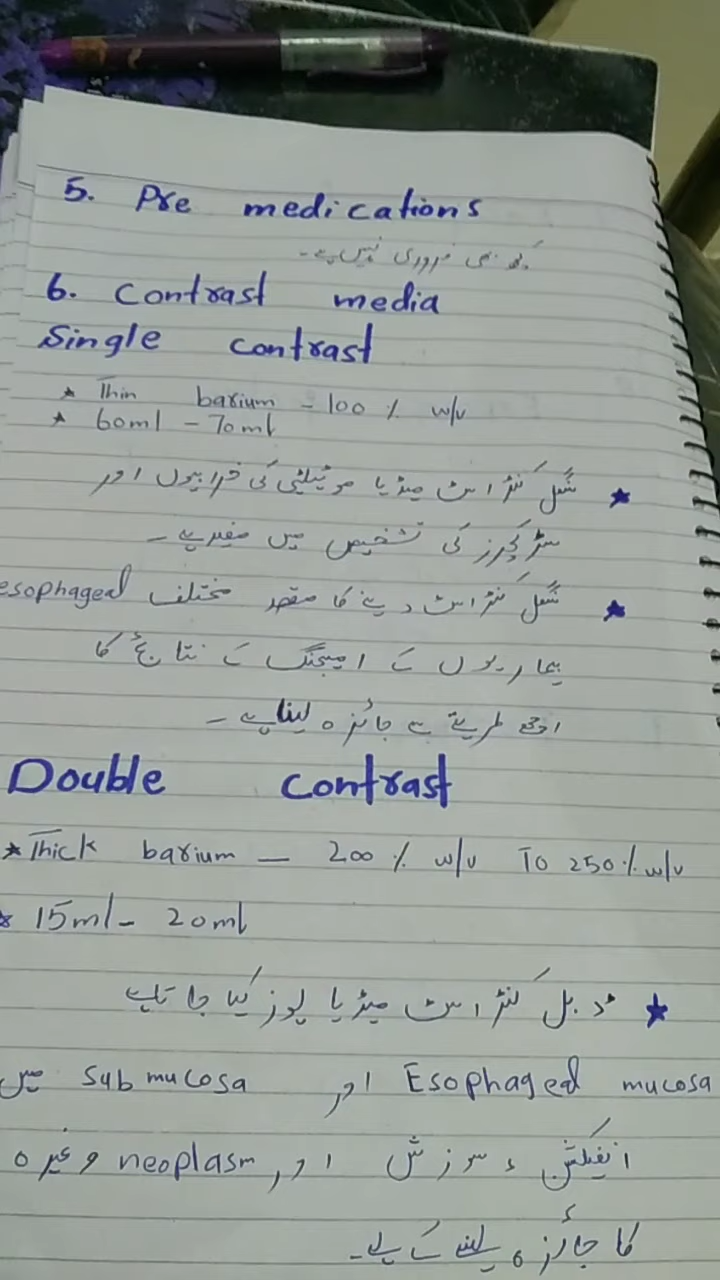 5. Pre medications
کچھ بھی ضروری نہیں ہے۔
6. Contrast media
Single contrast
★ Thin barium - 100 % w/v
★ 60ml - 70ml
★ سنگل کنٹراسٹ میڈیا موٹیلٹی کی خرابیوں اور
سٹرکچرز کی تشخیص میں مفید ہے۔
★ سنگل کنٹراسٹ دینے کا مقصد مختلف esophageal
بیماریوں کے امیجنگ کے نتائج کا
اچھے طریقے سے جائزہ لینا ہے۔
Double contrast
★ Thick barium - 200 % w/v To 250 % w/v
★ 15ml - 20ml
★ ڈبل کنٹراسٹ میڈیا یوز کیا جاتا ہے
Esophageal mucosa اور Sub mucosa میں
انفیکشن، سوزش اور neoplasm وغیرہ
کا جائزہ لینے کے لیے۔